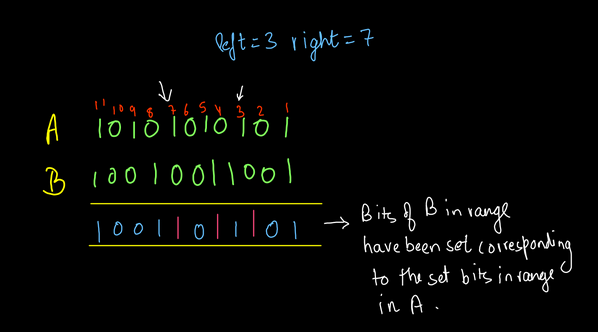 left=3 right=7
11 10 9 8 7 6 5 4 3 2 1
A 10101010101
B 10010011001
10011011101 → Bits of B in range
have been set corresponding
to the set bits in range
in A.